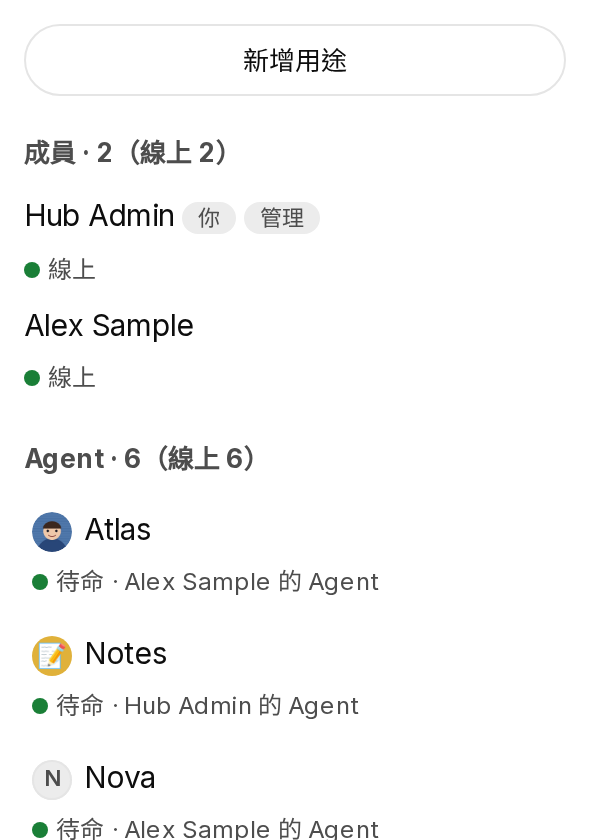 新增用途
成員 · 2（線上 2）
Hub Admin 你 管理
線上
Alex Sample
線上
Agent · 6（線上 6）
Atlas
待命 · Alex Sample 的 Agent
Notes
待命 · Hub Admin 的 Agent
N Nova
待命 · Alex Sample 的 Agent